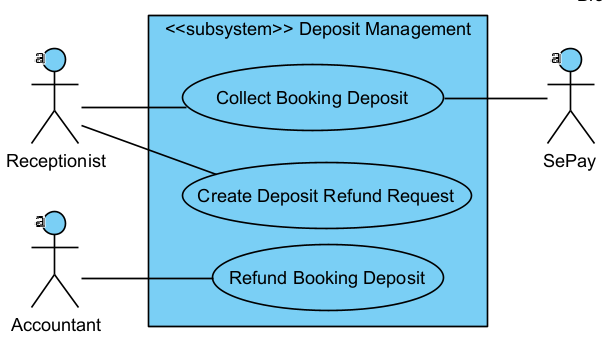 <<subsystem>> Deposit Management
a
a
Collect Booking Deposit
Receptionist
SePay
Create Deposit Refund Request
a
Refund Booking Deposit
Accountant